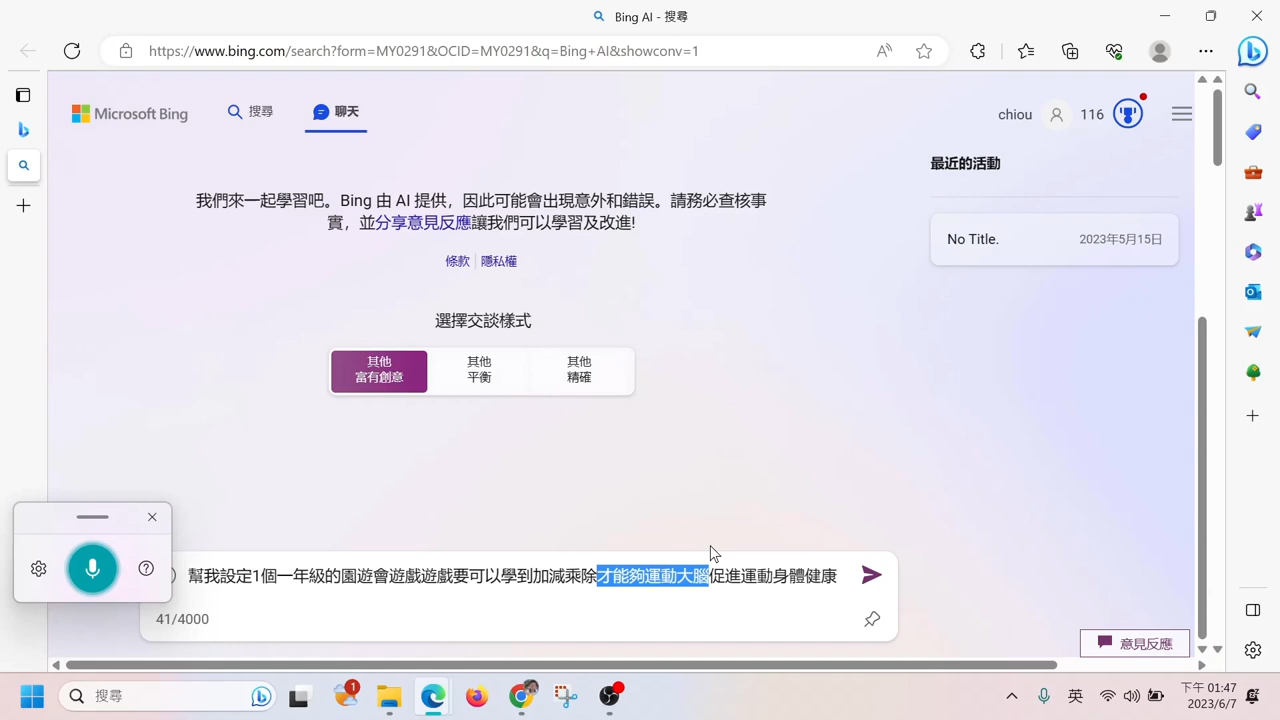 Bing AI - 搜尋
https://www.bing.com/search?form=MY0291&OCID=MY0291&q=Bing+AI&showconv=1
Microsoft Bing
搜尋
聊天
chiou
116
最近的活動
No Title.
2023年5月15日
我們來一起學習吧。Bing 由 AI 提供，因此可能會出現意外和錯誤。請務必查核事
實，並分享意見反應讓我們可以學習及改進!
條款
隱私權
選擇交談樣式
其他
富有創意
其他
平衡
其他
精確
幫我設定1個一年級的園遊會遊戲遊戲要可以學到加減乘除才能夠運動大腦促進運動身體健康
41/4000
意見反應
搜尋
1
英
下午 01:47
2023/6/7